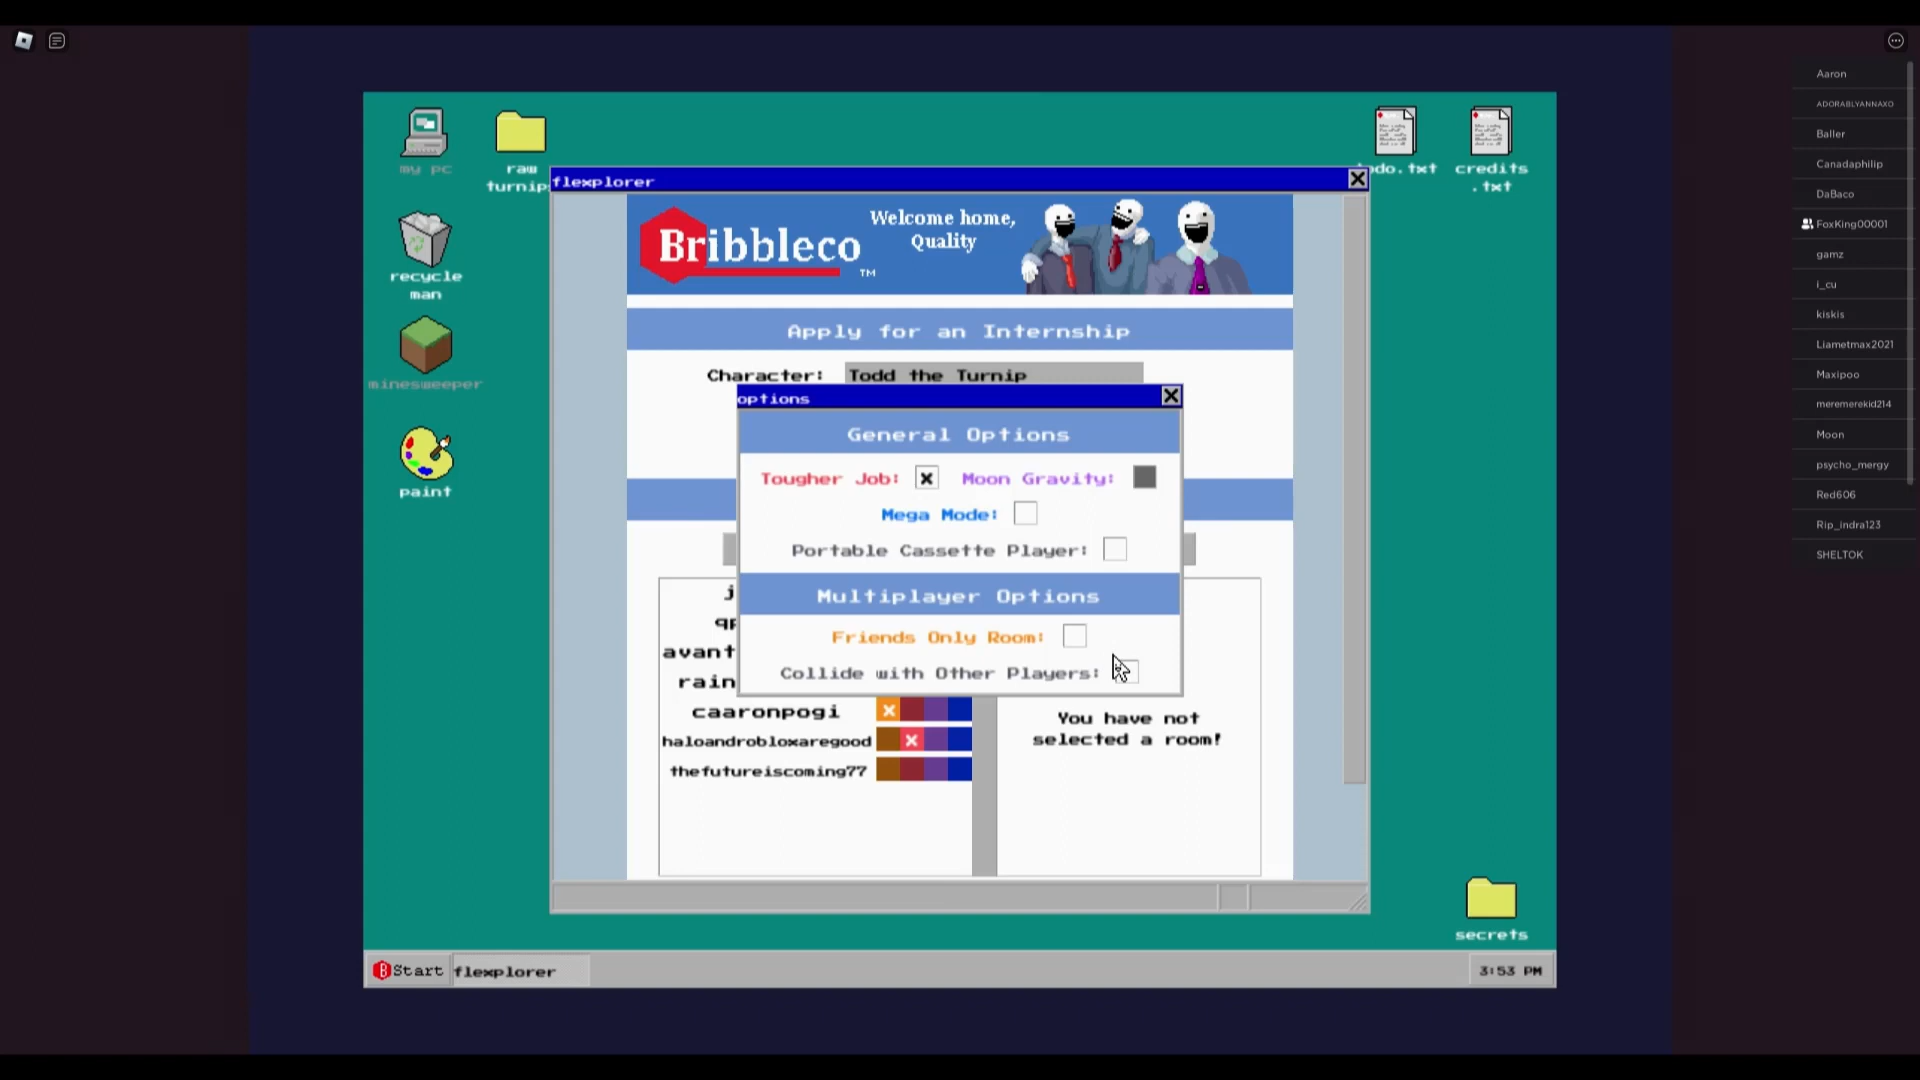 my pc
raw
turnip
recycle
man
minesweeper
paint
do.txt
credits
.txt
flexplorer
Bribbleco
TM
Welcome home,
Quality
Apply for an Internship
Character: Todd the Turnip
options
General Options
Tougher Job: Moon Gravity:
Mega Mode:
Portable Cassette Player:
Multiplayer Options
Friends Only Room:
Collide with Other Players:
j
qp
avant
rain
caaronpogi
haloandrobloxaregood
thefutureiscoming77
You have not
selected a room!
secrets
Start
flexplorer
3:53 PM
Aaron
ADORABLYANNAXO
Baller
Canadaphilip
DaBaco
FoxKing00001
gamz
i_cu
kiskis
Liametmax2021
Maxipoo
meremerekid214
Moon
psycho_mergy
Red606
Rip_indra123
SHELTOK